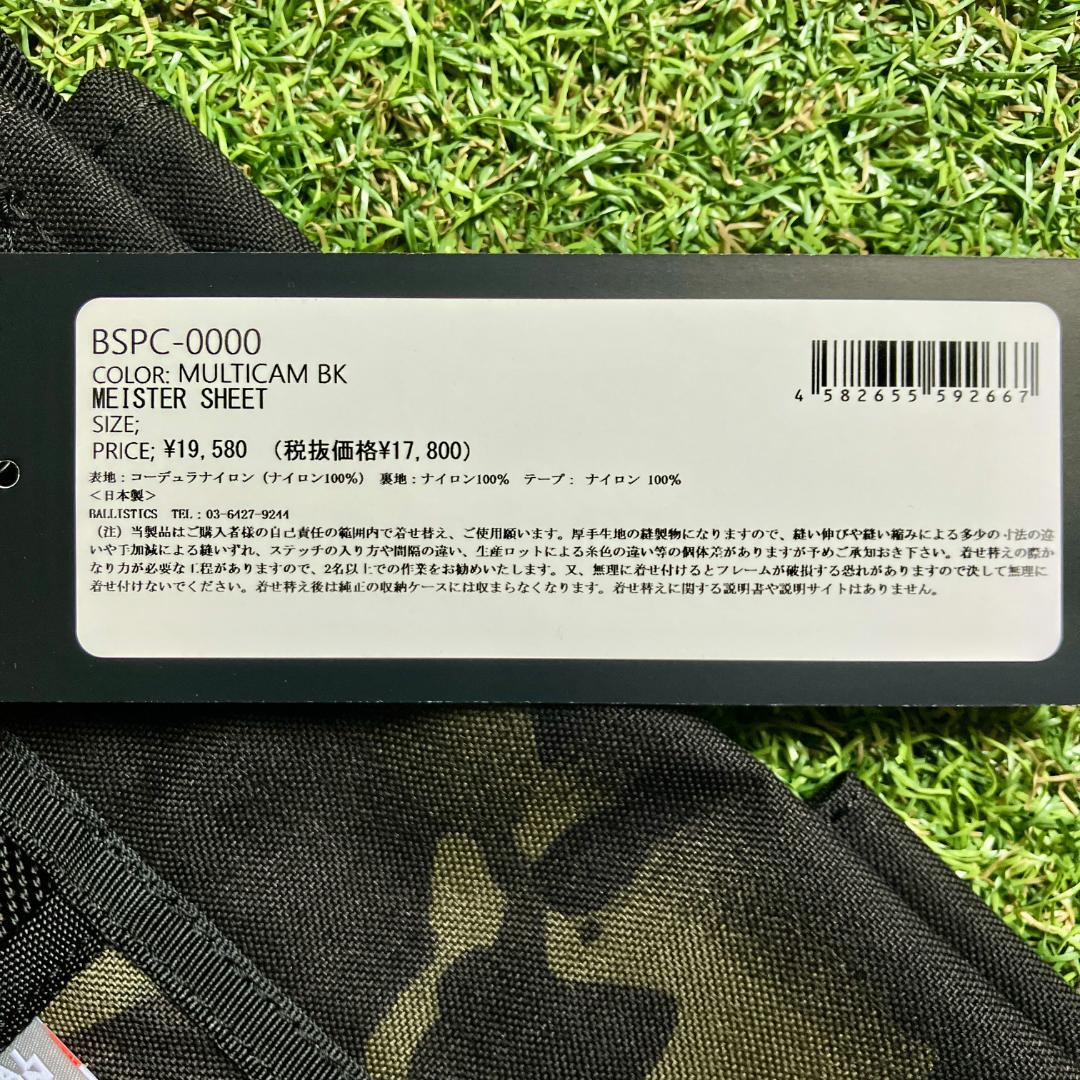 BSPC-0000
COLOR: MULTICAM BK
MEISTER SHEET
SIZE;
PRICE; ¥19,580 （税抜価格¥17,800）
表地：コーデュラナイロン（ナイロン100%） 裏地：ナイロン100% テープ： ナイロン 100%
＜日本製＞
BALLISTICS TEL：03-6427-9244
（注）当製品はご購入者様の自己責任の範囲内で着せ替え、ご使用願います。厚手生地の縫製物になりますので、縫い伸びや縫い縮みによる多少の寸法の違
いや手加減による縫いずれ、ステッチの入り方や間隔の違い、生産ロットによる糸色の違い等の個体差がありますが予めご承知おき下さい。着せ替えの際か
なり力が必要な工程がありますので、2名以上での作業をお勧めいたします。又、無理に着せ付けるとフレームが破損する恐れがありますので決して無理に
着せ付けないでください。着せ替え後は純正の収納ケースには収まらなくなります。着せ替えに関する説明書や説明サイトはありません。
4 582655 592667